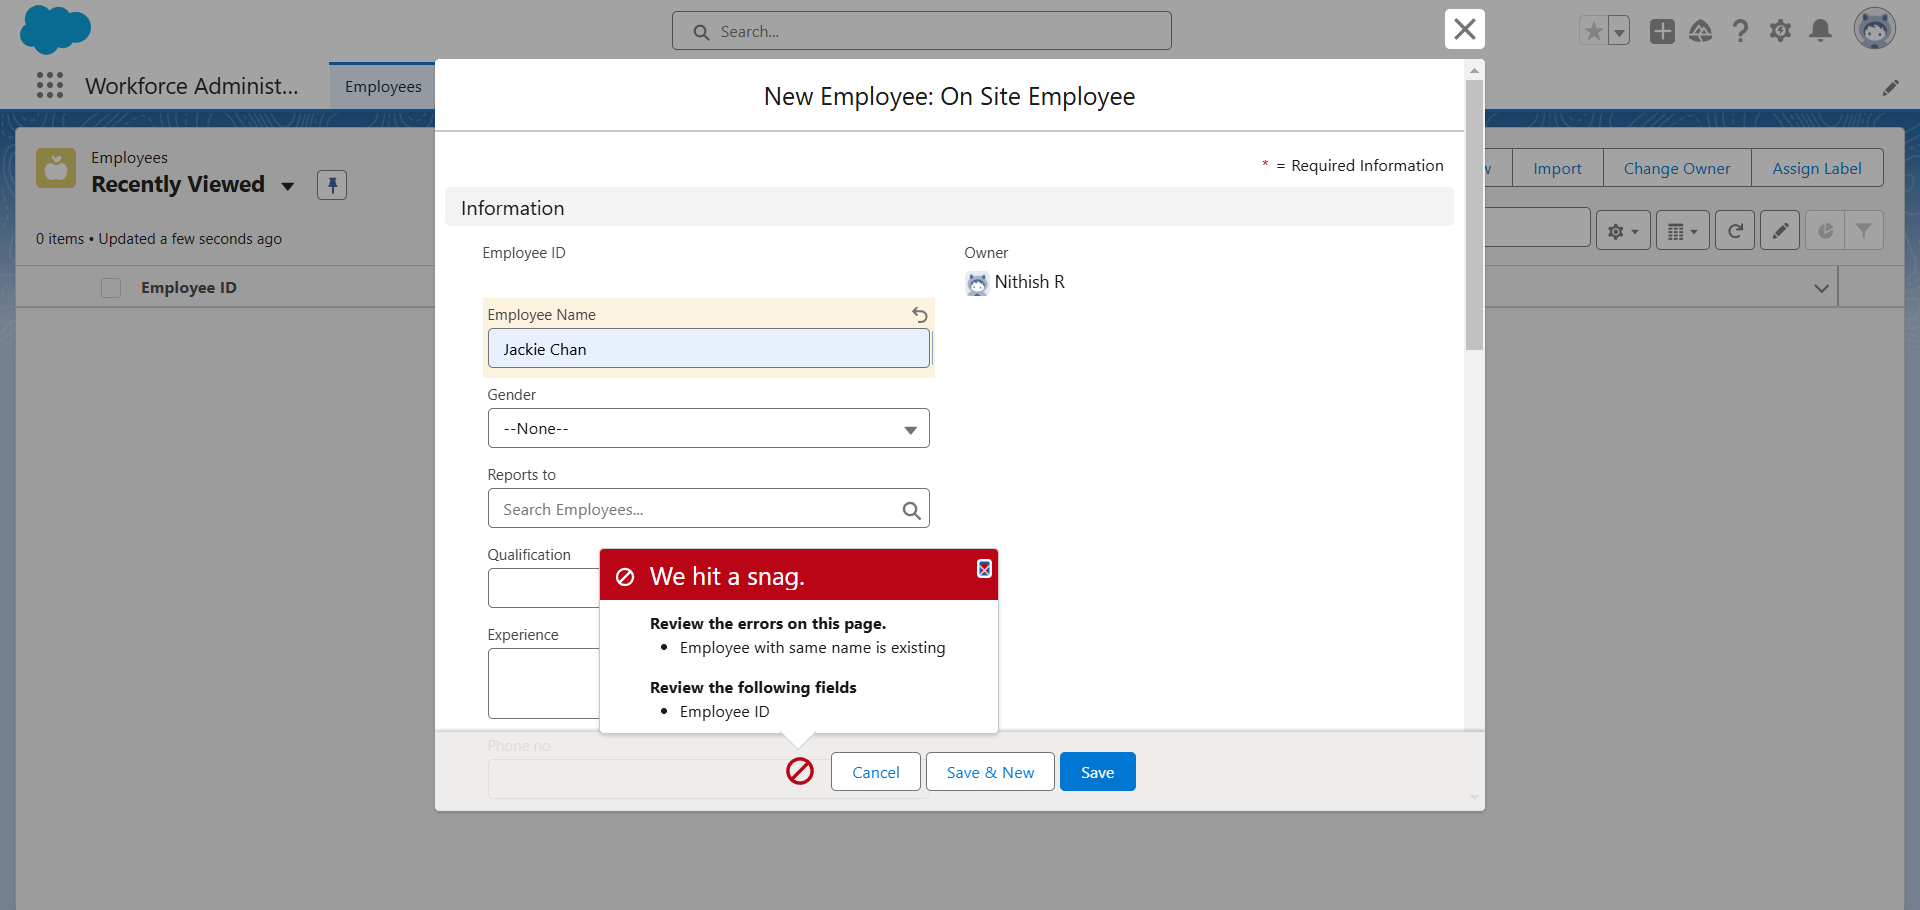 Search...
Workforce Administ...
Employees
New Employee: On Site Employee
* = Required Information
Employees
Recently Viewed
w
Import
Change Owner
Assign Label
0 items • Updated a few seconds ago
Employee ID
Information
Employee ID
Owner
Nithish R
Employee Name
Jackie Chan
Gender
--None--
Reports to
Search Employees...
Qualification
Experience
We hit a snag.
Review the errors on this page.
• Employee with same name is existing
Review the following fields
• Employee ID
Phone no
Cancel
Save & New
Save